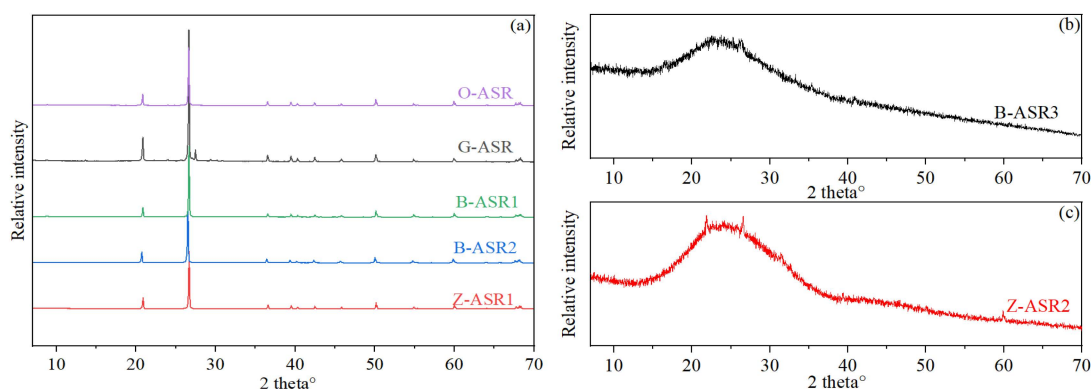 (a)
O-ASR
G-ASR
B-ASR1
B-ASR2
Z-ASR1
Relative intensity
10 20 30 40 50 60 70
2 theta°
(b)
B-ASR3
Relative intensity
10 20 30 40 50 60 70
2 theta°
(c)
Z-ASR2
Relative intensity
10 20 30 40 50 60 70
2 theta°